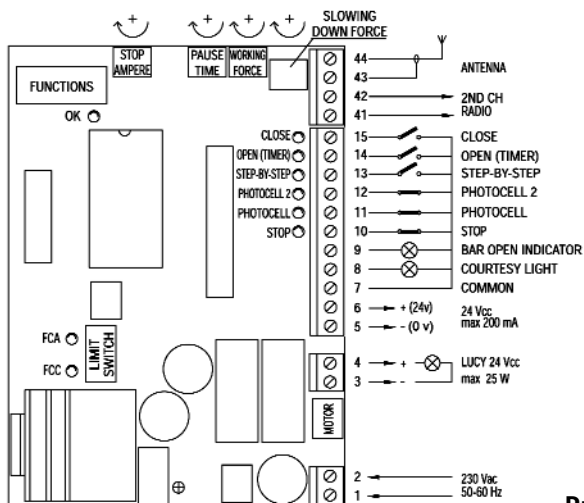 SLOWING
DOWN FORCE
STOP
AMPERE
PAUSE
TIME
WORKING
FORCE
FUNCTIONS
OK
CLOSE
OPEN (TIMER)
STEP-BY-STEP
PHOTOCELL 2
PHOTOCELL
STOP
FCA
FCC
LIMIT
SWITCH
MOTOR
44
43
ANTENNA
42 2ND CH
41 RADIO
15 CLOSE
14 OPEN (TIMER)
13 STEP-BY-STEP
12 PHOTOCELL 2
11 PHOTOCELL
10 STOP
9 BAR OPEN INDICATOR
8 COURTESY LIGHT
7 COMMON
6 + (24v) 24 Vcc
5 - (0 v) max 200 mA
4 + LUCY 24 Vcc
3 - max 25 W
2 230 Vac
1 50-60 Hz